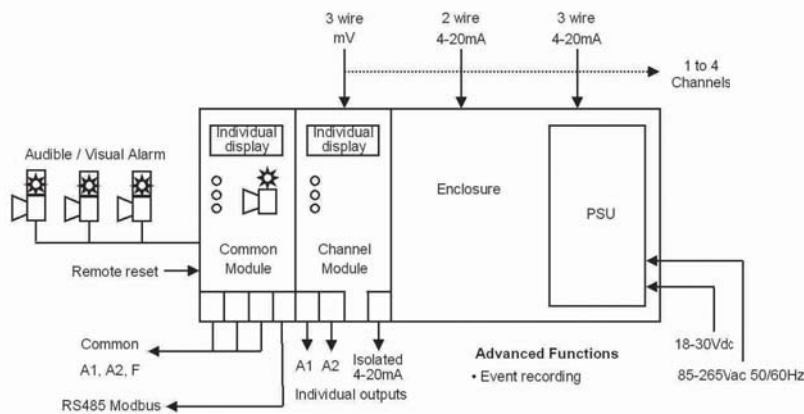 3 wire
mV
2 wire
4-20mA
3 wire
4-20mA
1 to 4
Channels
Audible / Visual Alarm
Individual
display
Individual
display
Enclosure
PSU
Common
Module
Channel
Module
Remote reset
Common
A1, A2, F
A1
A2
Isolated
4-20mA
Individual outputs
RS485 Modbus
Advanced Functions
• Event recording
18-30Vdc
85-265Vac 50/60Hz